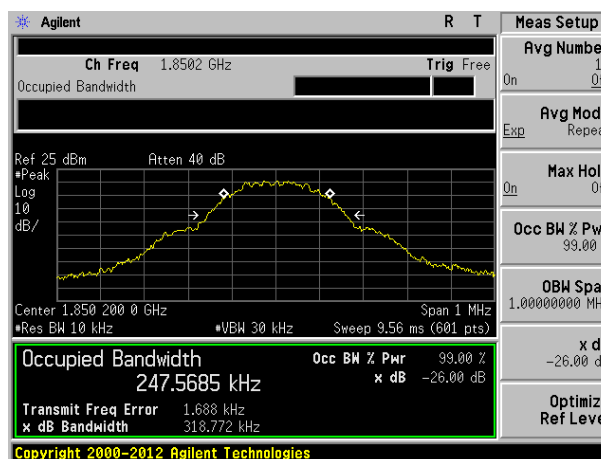 Agilent R T Meas Setup
Ch Freq 1.8502 GHz Trig Free
Occupied Bandwidth
Avg Numbe
1
On O
Avg Mod
Exp Repea
Max Hol
On O
Occ BW % Pw
99.00
OBW Spa
1.00000000 MH
x d
-26.00 d
Optimiz
Ref Leve
Ref 25 dBm Atten 40 dB
#Peak
Log
10
dB/
Center 1.850 200 0 GHz Span 1 MHz
#Res BW 10 kHz #VBW 30 kHz Sweep 9.56 ms (601 pts)
Occupied Bandwidth Occ BW % Pwr 99.00 %
247.5685 kHz x dB -26.00 dB
Transmit Freq Error 1.688 kHz
x dB Bandwidth 318.772 kHz
Copyright 2000-2012 Agilent Technologies